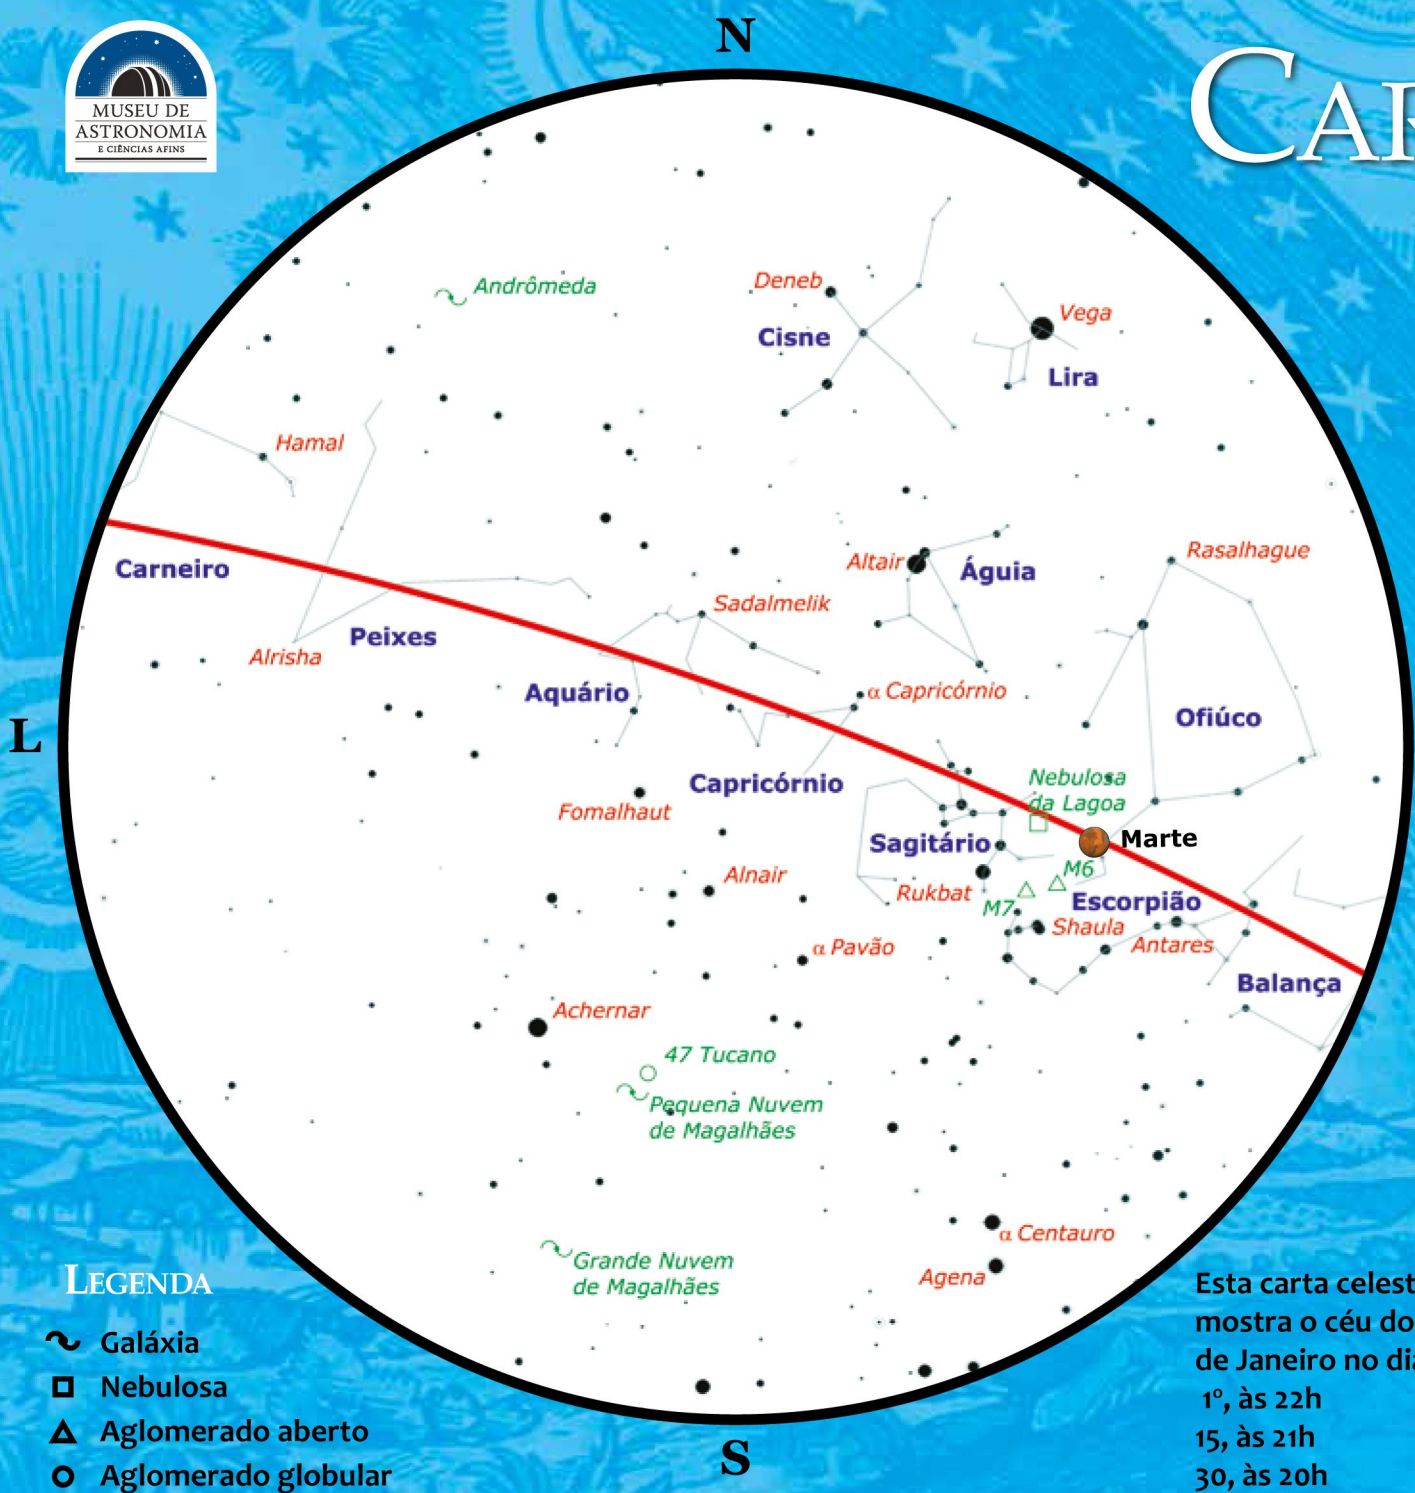 N
MUSEU DE
ASTRONOMIA
E CIÊNCIAS AFINS
CAR
Andrômeda
Deneb
Cisne
Vega
Lira
Hamal
Carneiro
Altair
Águia
Rasalhague
Sadalmelik
Peixes
Alrisha
Aquário
α Capricórnio
Ofiúco
L
Capricórnio
Nebulosa
da Lagoa
Fomalhaut
Sagitário
Marte
Alnair
Rukbat
M6
M7
Escorpião
Shaula
Antares
α Pavão
Balança
Achernar
47 Tucano
Pequena Nuvem
de Magalhães
α Centauro
Grande Nuvem
de Magalhães
Agena
LEGENDA
Galáxia
Nebulosa
Aglomerado aberto
Aglomerado globular
S
Esta carta celest
mostra o céu do
de Janeiro no dia
1º, às 22h
15, às 21h
30, às 20h